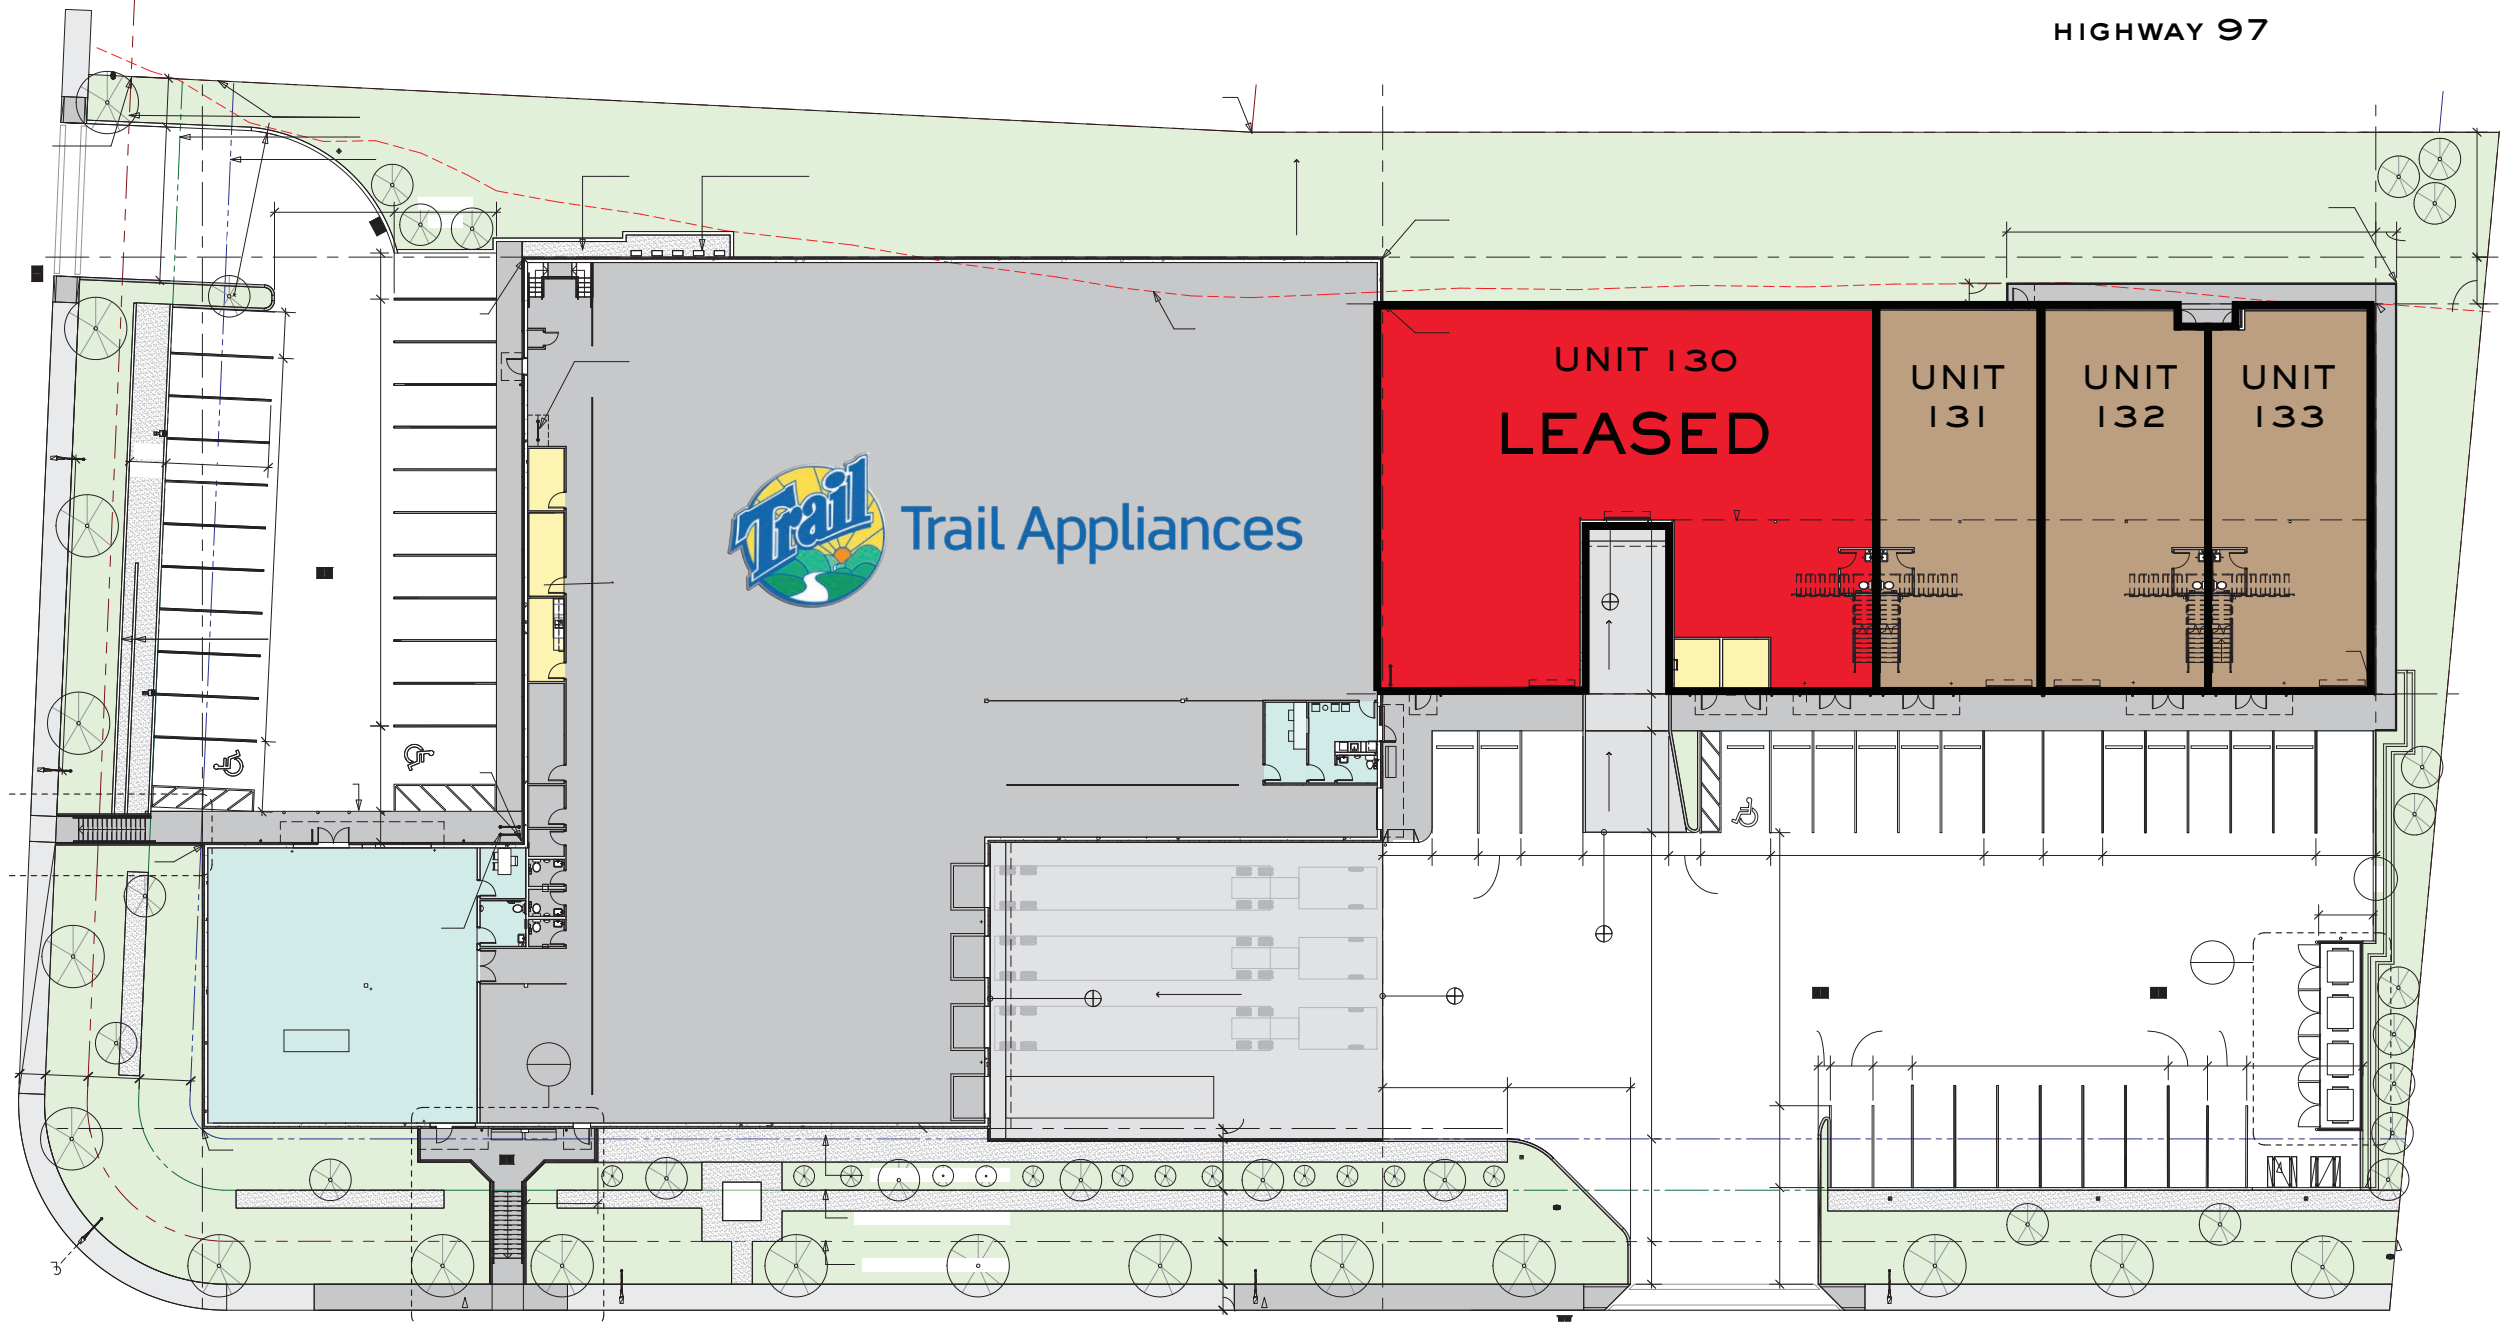 HIGHWAY 97
UNIT 130
LEASED
UNIT
131
UNIT
132
UNIT
133
Trail
Trail Appliances